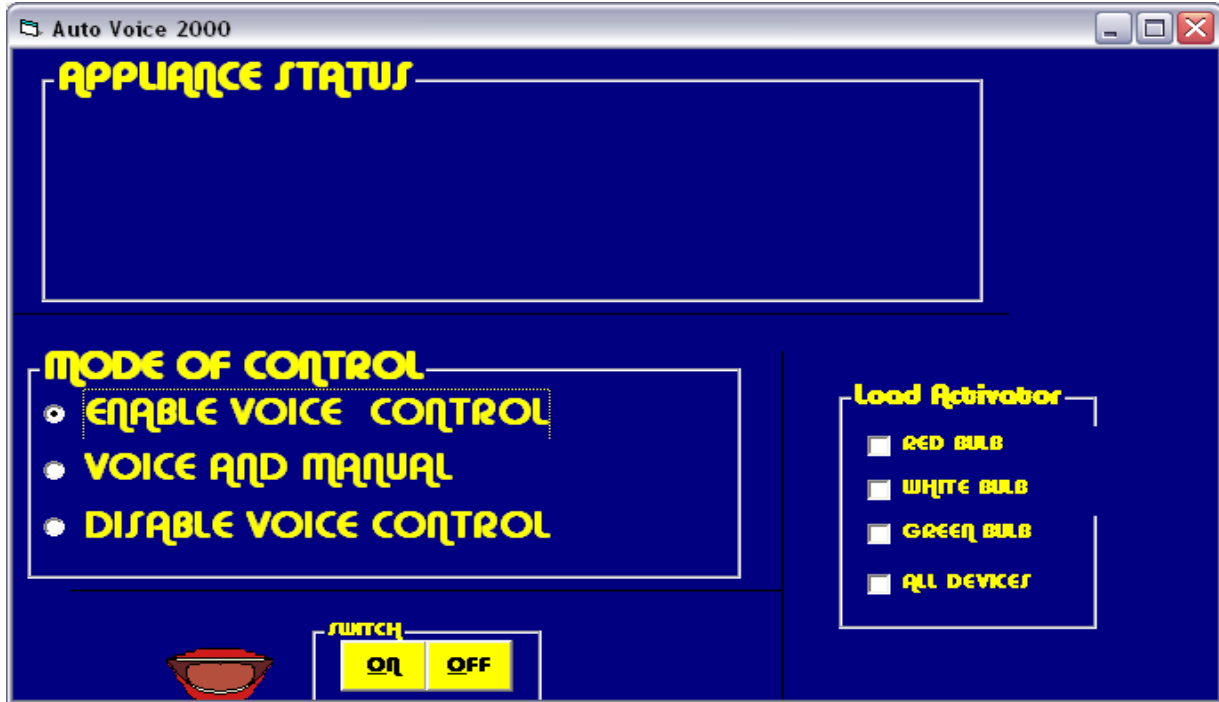 Auto Voice 2000
APPLIANCE STATUS
MODE OF CONTROL
ENABLE VOICE CONTROL
VOICE AND MANUAL
DISABLE VOICE CONTROL
Load Activator
RED BULB
WHITE BULB
GREEN BULB
ALL DEVICES
SWITCH
ON OFF